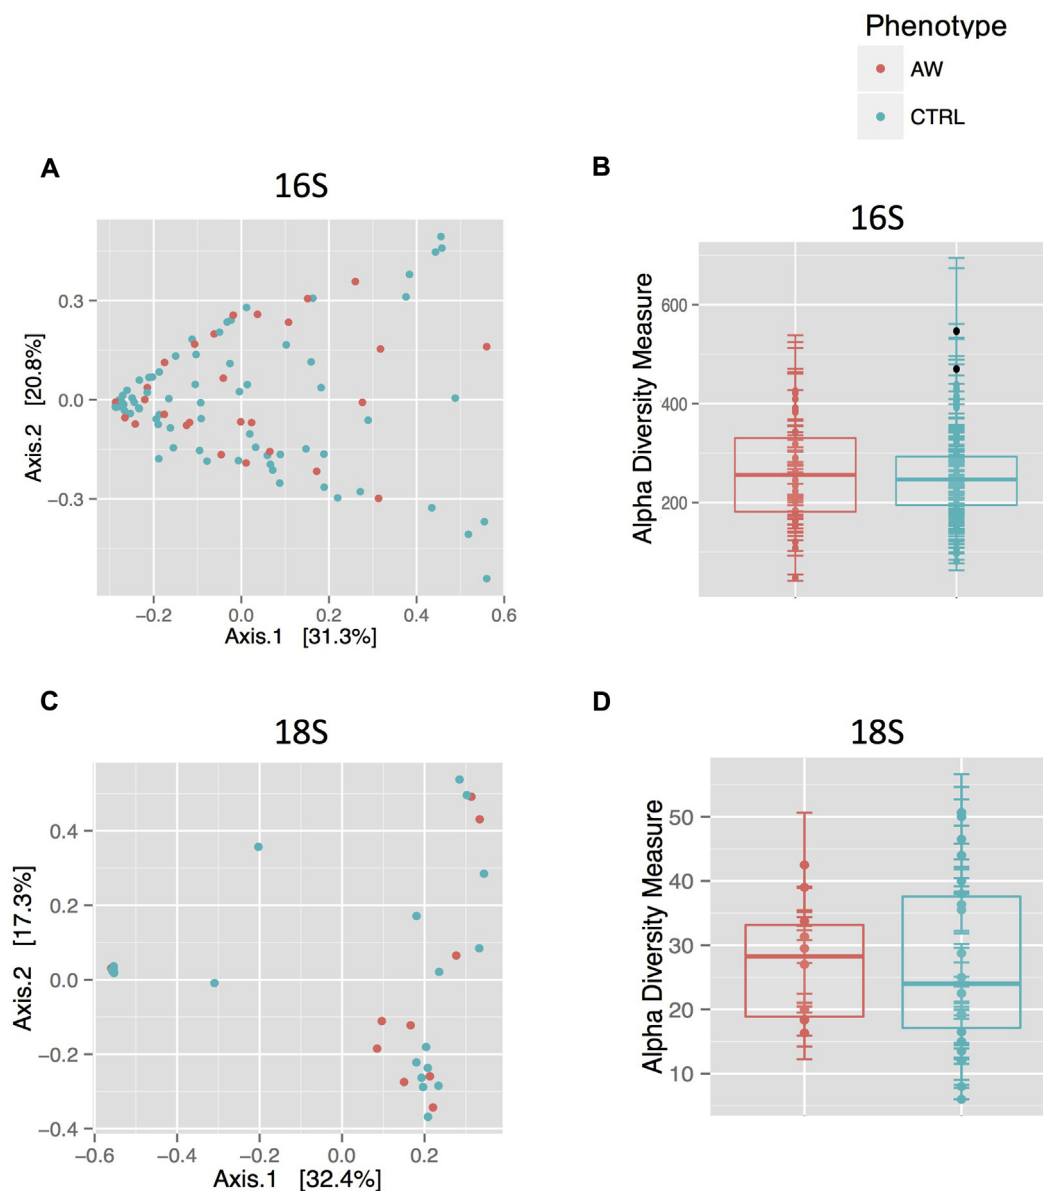 Phenotype
AW
CTRL
A
16S
0.3
0.0
−0.3
Axis.2 [20.8%]
−0.2
0.0
0.2
0.4
0.6
Axis.1 [31.3%]
B
16S
600
400
200
Alpha Diversity Measure
C
18S
0.4
0.2
0.0
−0.2
−0.4
Axis.2 [17.3%]
−0.6
−0.4
−0.2
0.0
0.2
Axis.1 [32.4%]
D
18S
50
40
30
20
10
Alpha Diversity Measure